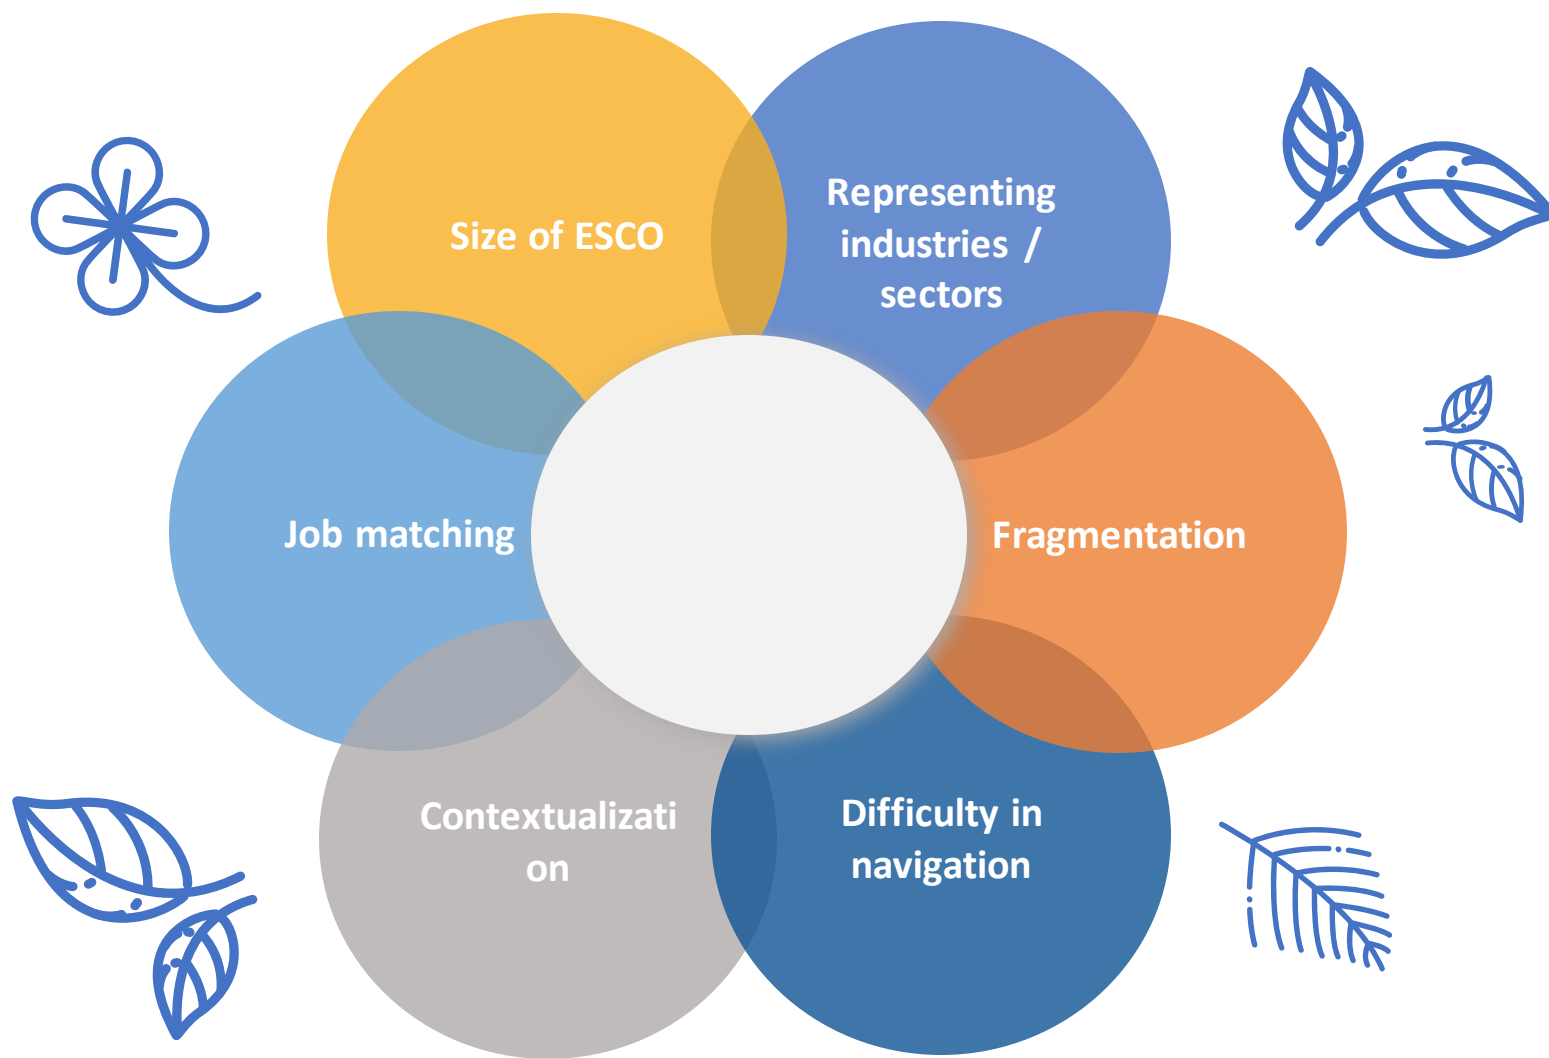 Size of ESCO
Representing
industries /
sectors
Job matching
Fragmentation
Contextualizati
on
Difficulty in
navigation